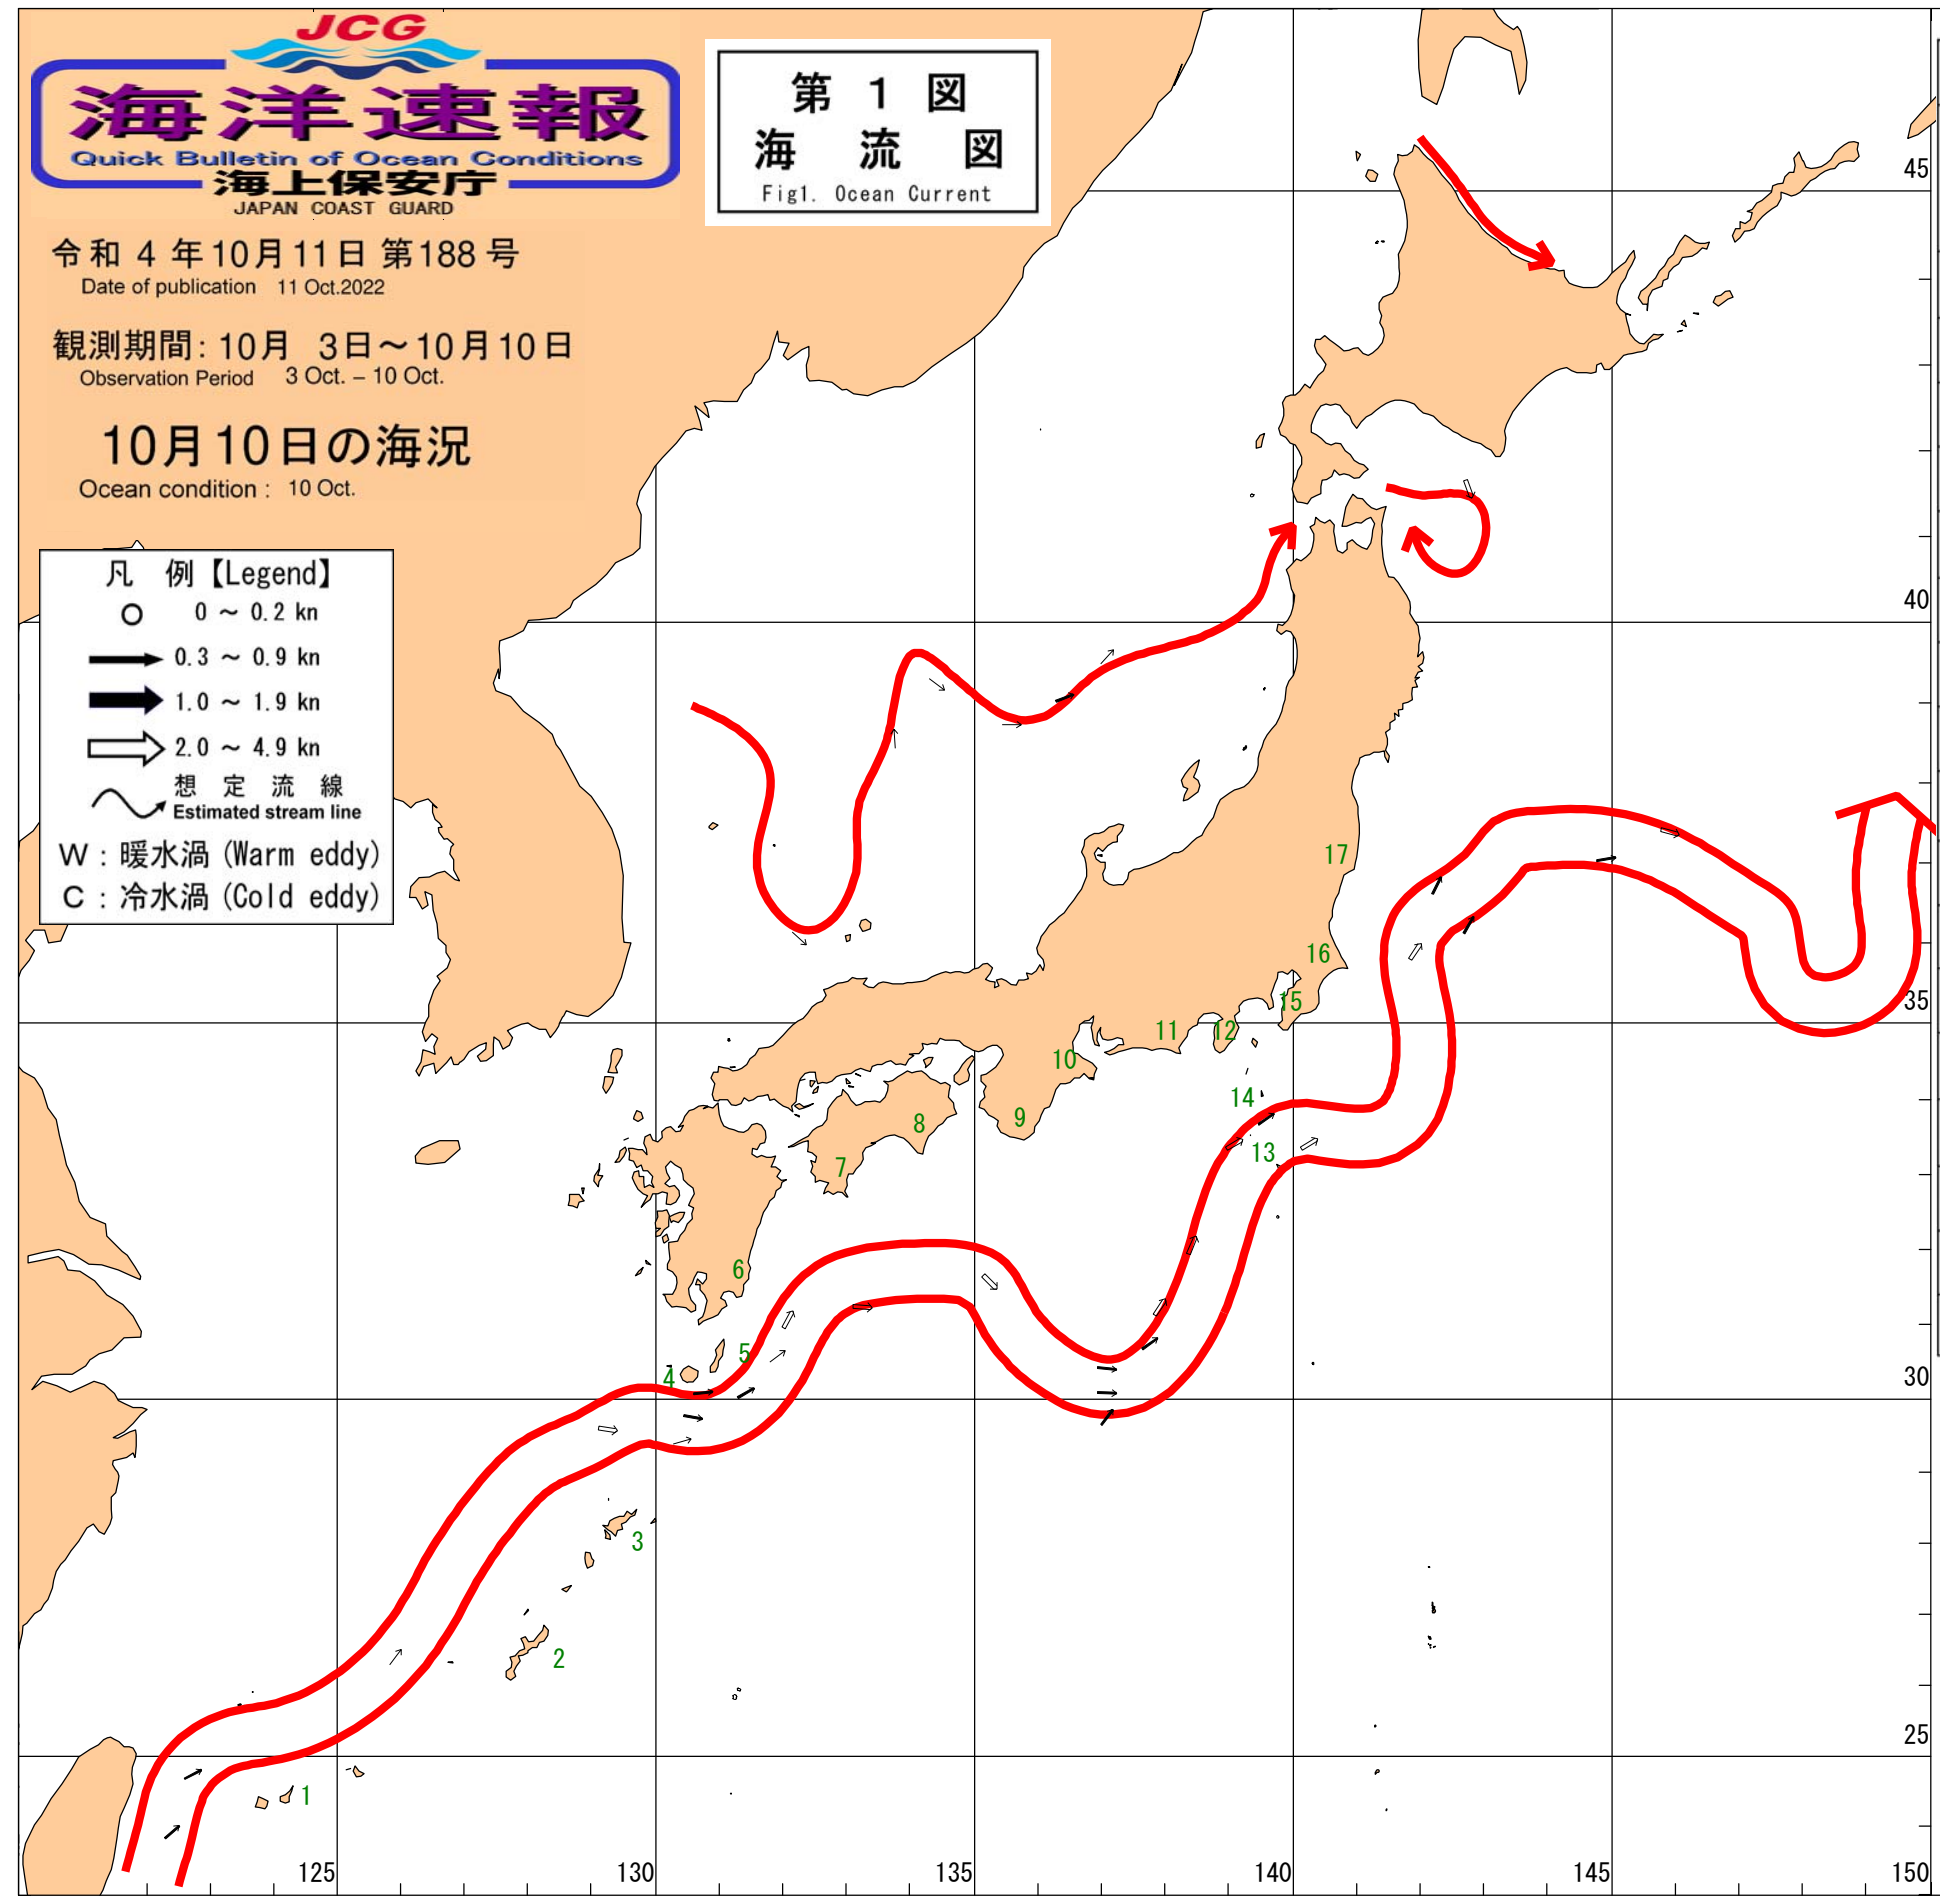 JCG
海洋速報
Quick Bulletin of Ocean Conditions
海上保安庁
JAPAN COAST GUARD
第 1 図
海 流 図
Fig1. Ocean Current
令和 4 年10月11日 第188号
Date of publication 11 Oct.2022
観測期間: 10月 3日～10月10日
Observation Period 3 Oct. – 10 Oct.
10月10日の海況
Ocean condition : 10 Oct.
凡 例【Legend】
0 ～ 0.2 kn
0.3 ～ 0.9 kn
1.0 ～ 1.9 kn
2.0 ～ 4.9 kn
想 定 流 線
Estimated stream line
W : 暖水渦 (Warm eddy)
C : 冷水渦 (Cold eddy)
45
40
17
16
35
15
11
12
10
14
9
8
13
7
6
5
4
30
3
2
25
1
125
130
135
140
145
150